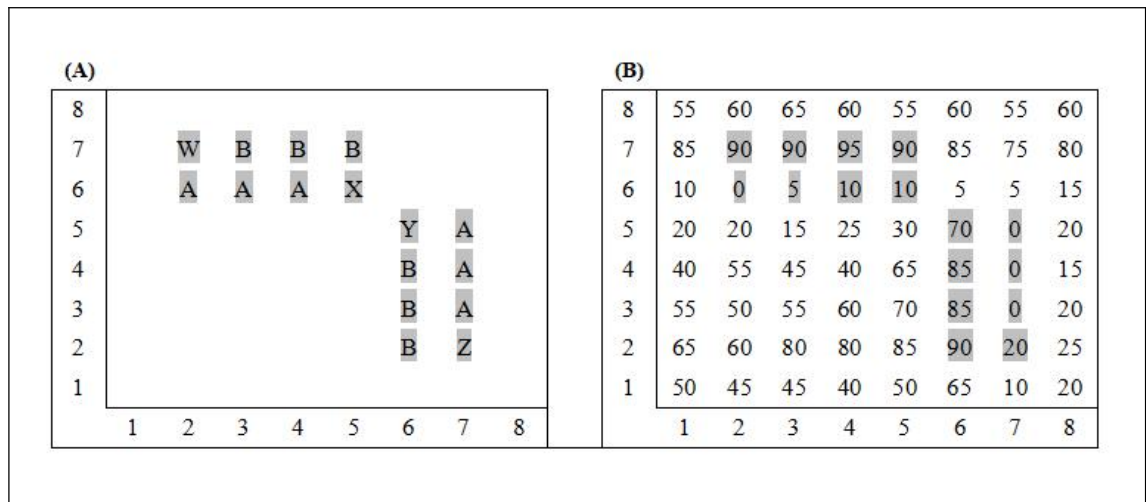 (A) (B)
8 8 55 60 65 60 55 60 55 60
7 W B B B 7 85 90 90 95 90 85 75 80
6 A A A X 6 10 0 5 10 10 5 5 15
5 Y A 5 20 20 15 25 30 70 0 20
4 B A 4 40 55 45 40 65 85 0 15
3 B A 3 55 50 55 60 70 85 0 20
2 B Z 2 65 60 80 80 85 90 20 25
1 1 50 45 45 40 50 65 10 20
1 2 3 4 5 6 7 8 1 2 3 4 5 6 7 8